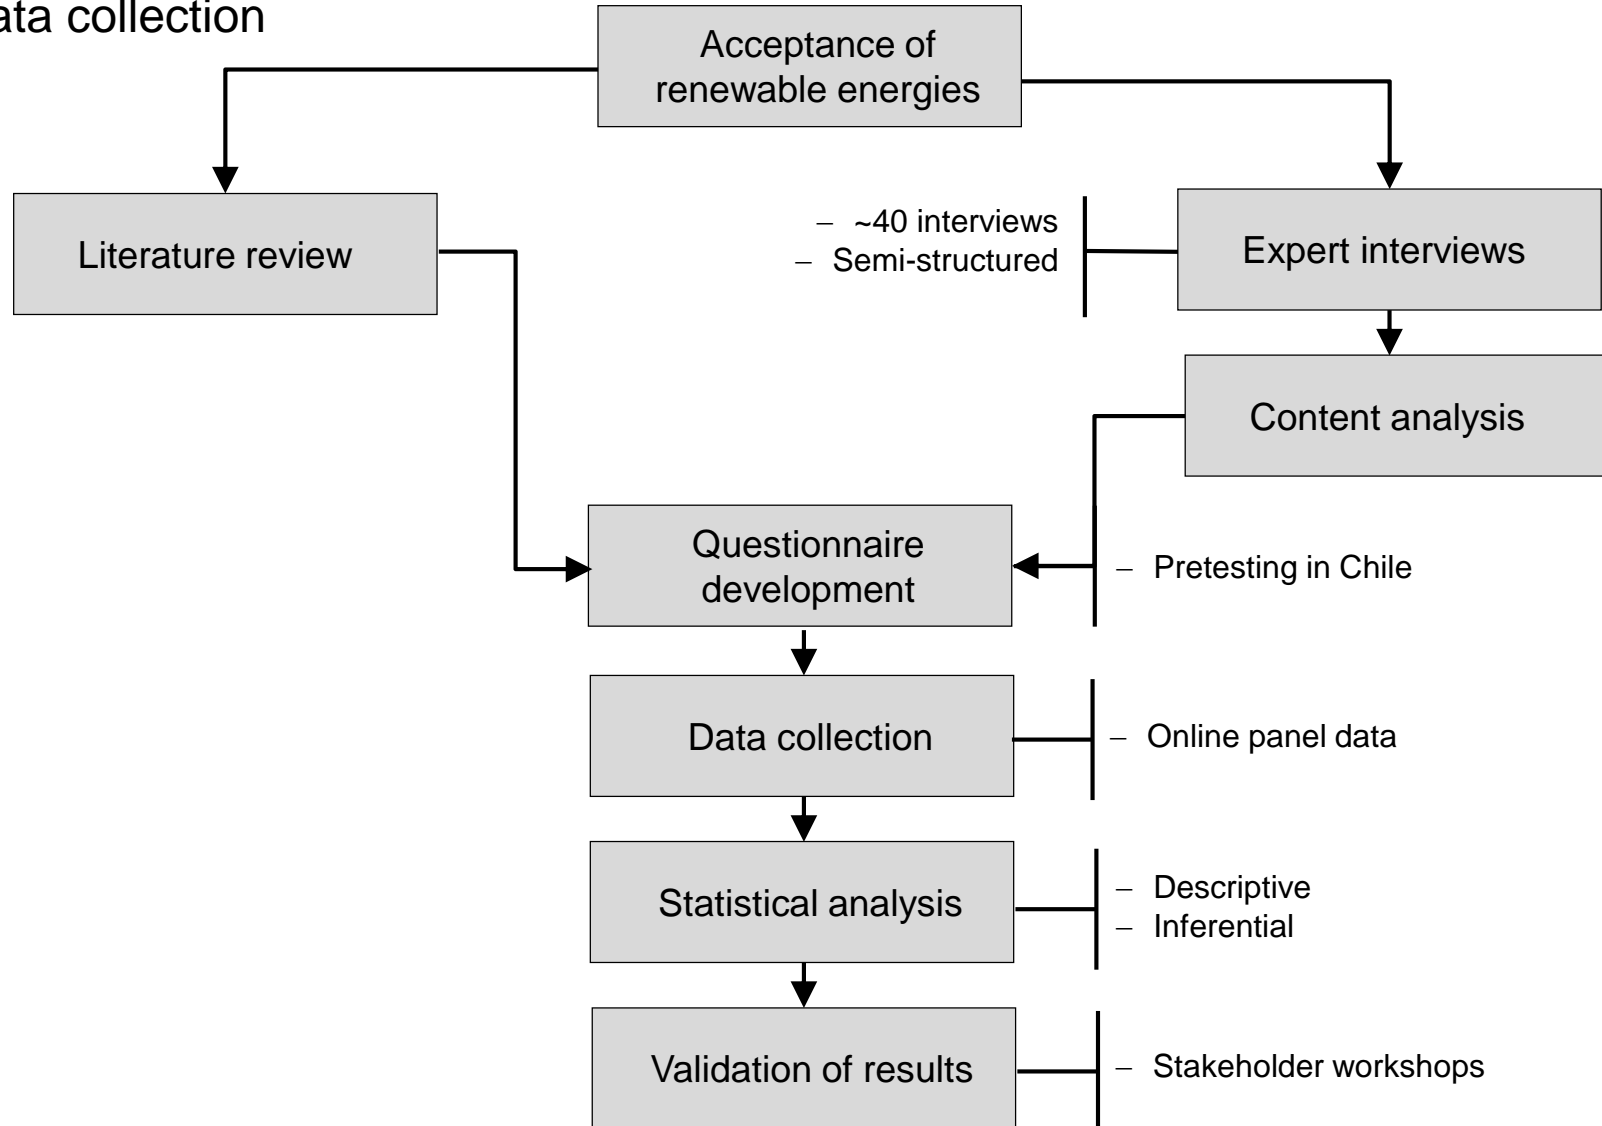 ata collection
Acceptance of
renewable energies
Literature review
– ~40 interviews
– Semi-structured
Expert interviews
Content analysis
Questionnaire
development
– Pretesting in Chile
Data collection
– Online panel data
Statistical analysis
– Descriptive
– Inferential
Validation of results
– Stakeholder workshops